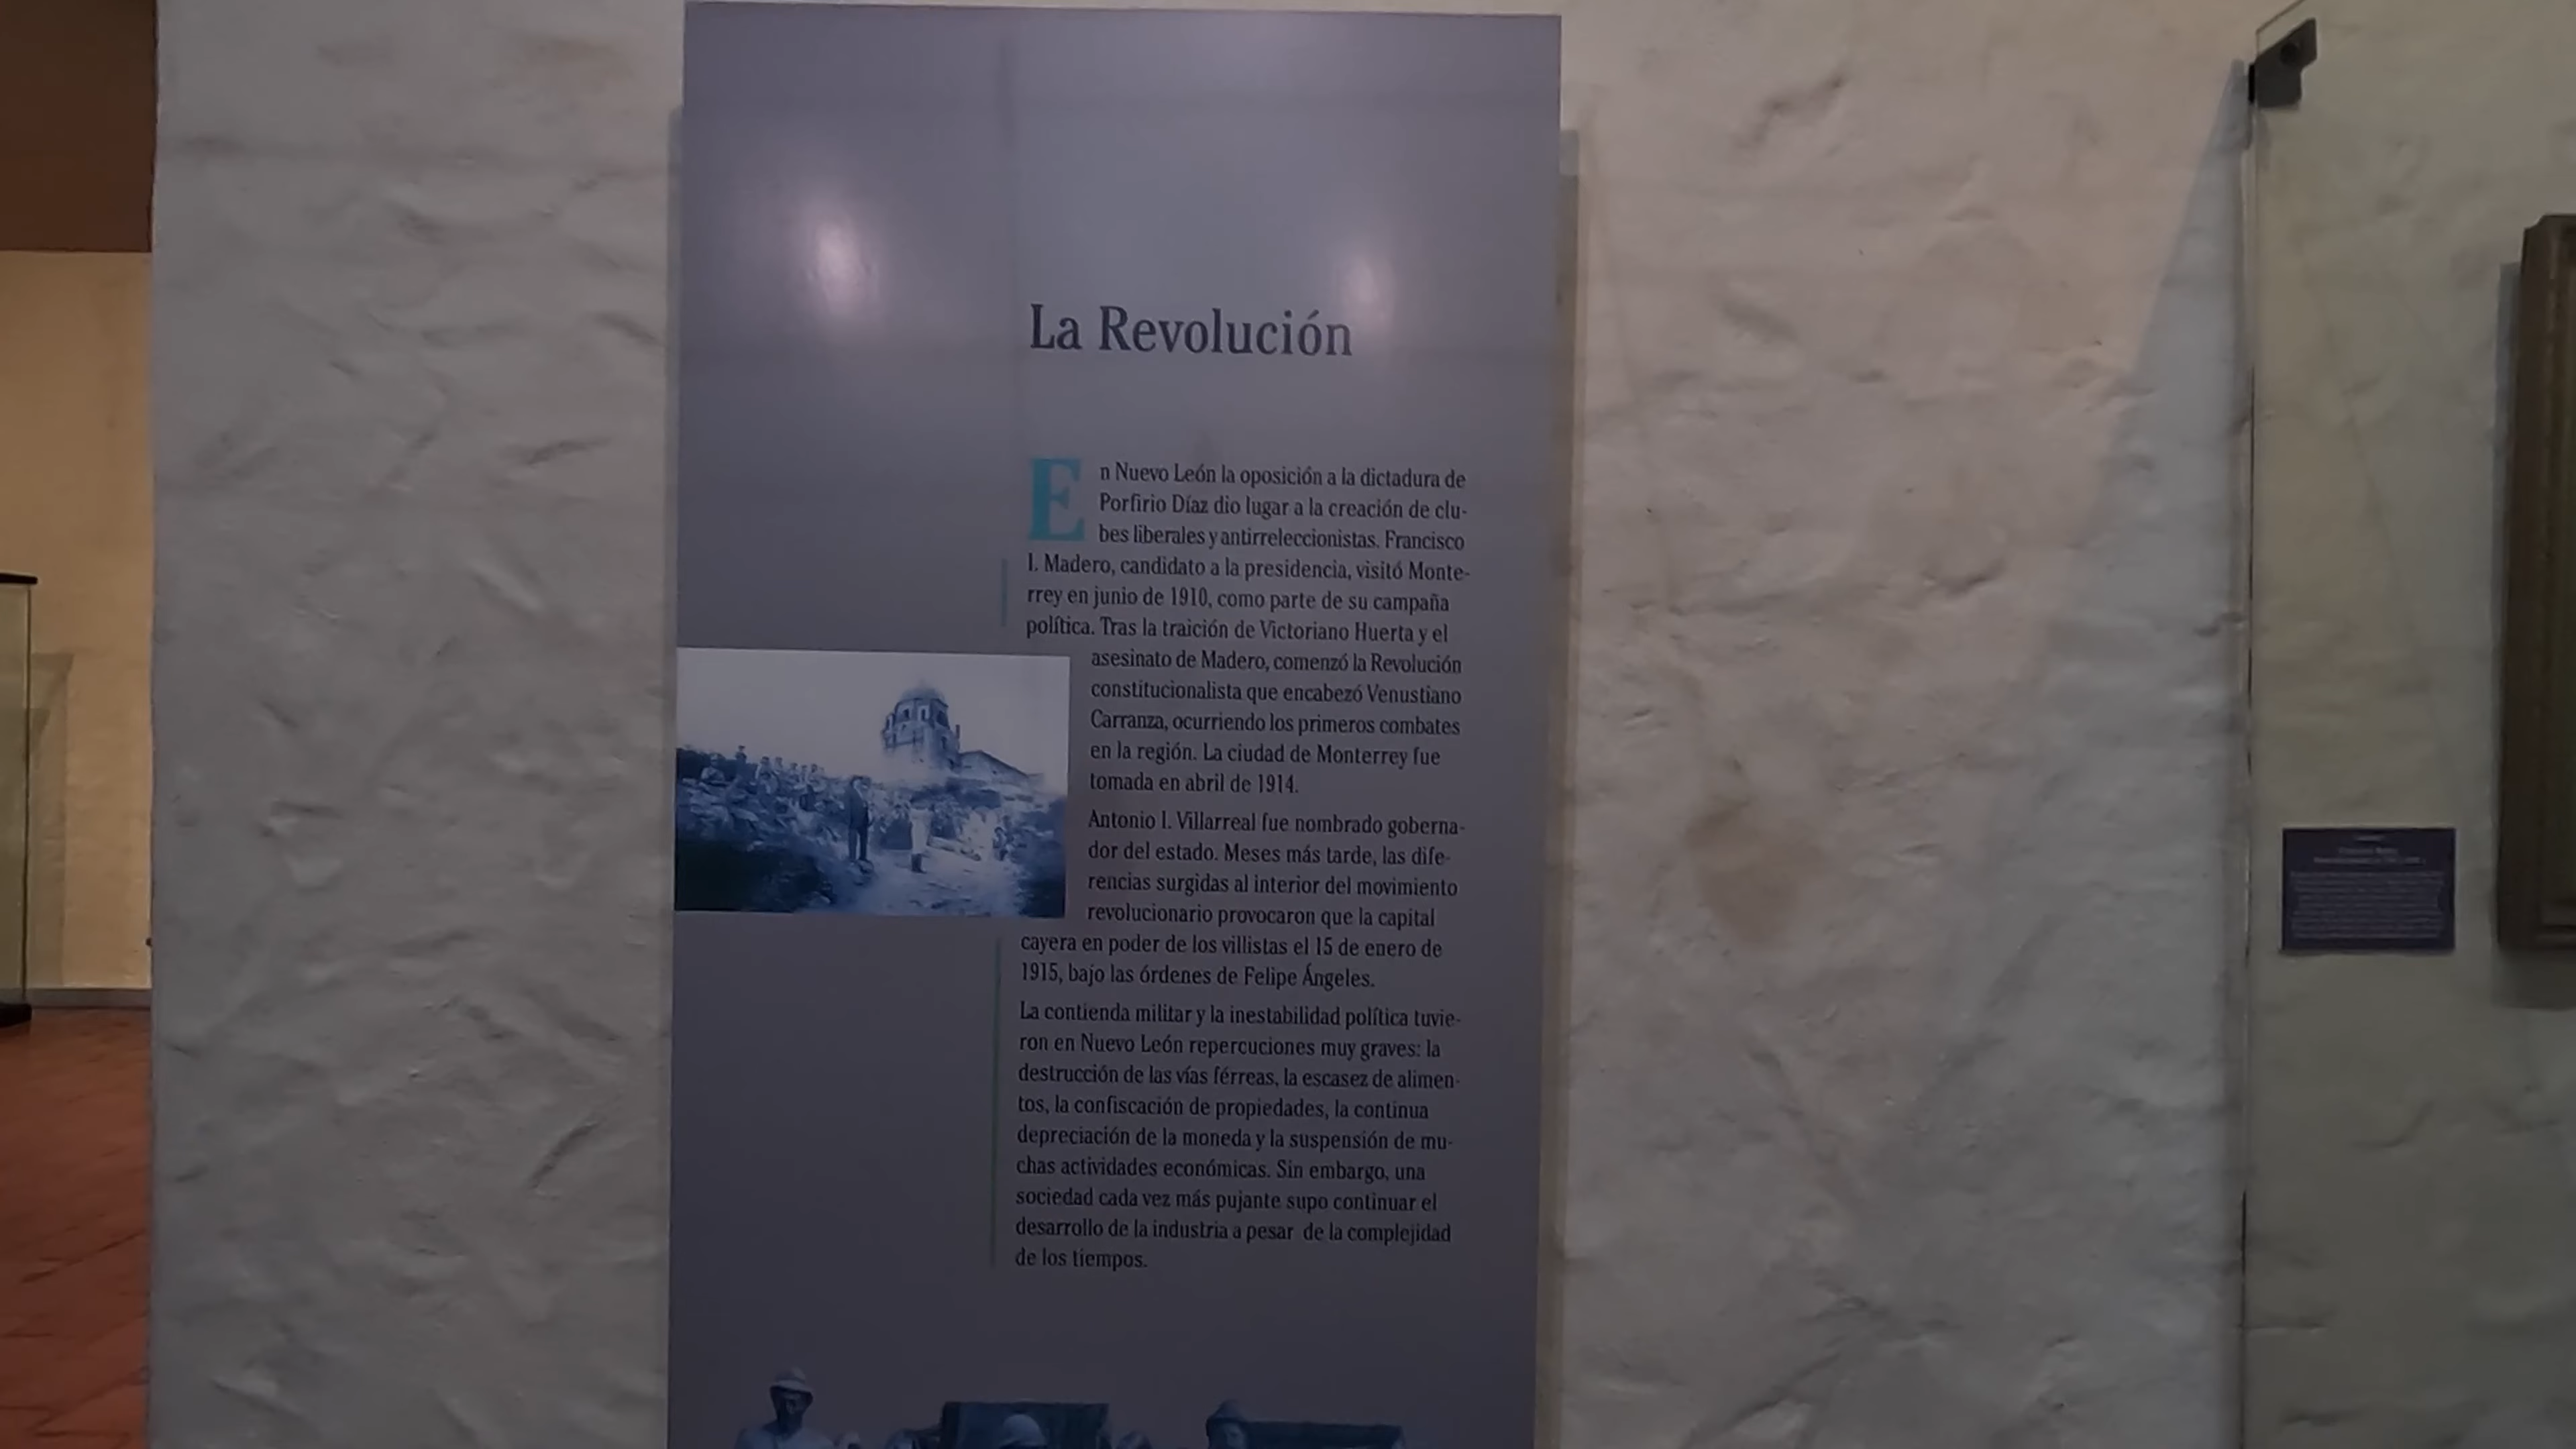 La Revolución
En Nuevo León la oposición a la dictadura de
Porfirio Díaz dio lugar a la creación de clu-
bes liberales y antirreleccionistas. Francisco
I. Madero, candidato a la presidencia, visitó Monte-
rrey en junio de 1910, como parte de su campaña
política. Tras la traición de Victoriano Huerta y el
asesinato de Madero, comenzó la Revolución
constitucionalista que encabezó Venustiano
Carranza, ocurriendo los primeros combates
en la región. La ciudad de Monterrey fue
tomada en abril de 1914.
Antonio I. Villarreal fue nombrado goberna-
dor del estado. Meses más tarde, las dife-
rencias surgidas al interior del movimiento
revolucionario provocaron que la capital
cayera en poder de los villistas el 15 de enero de
1915, bajo las órdenes de Felipe Ángeles.
La contienda militar y la inestabilidad política tuvie-
ron en Nuevo León repercuciones muy graves: la
destrucción de las vías férreas, la escasez de alimen-
tos, la confiscación de propiedades, la continua
depreciación de la moneda y la suspensión de mu-
chas actividades económicas. Sin embargo, una
sociedad cada vez más pujante supo continuar el
desarrollo de la industria a pesar de la complejidad
de los tiempos.